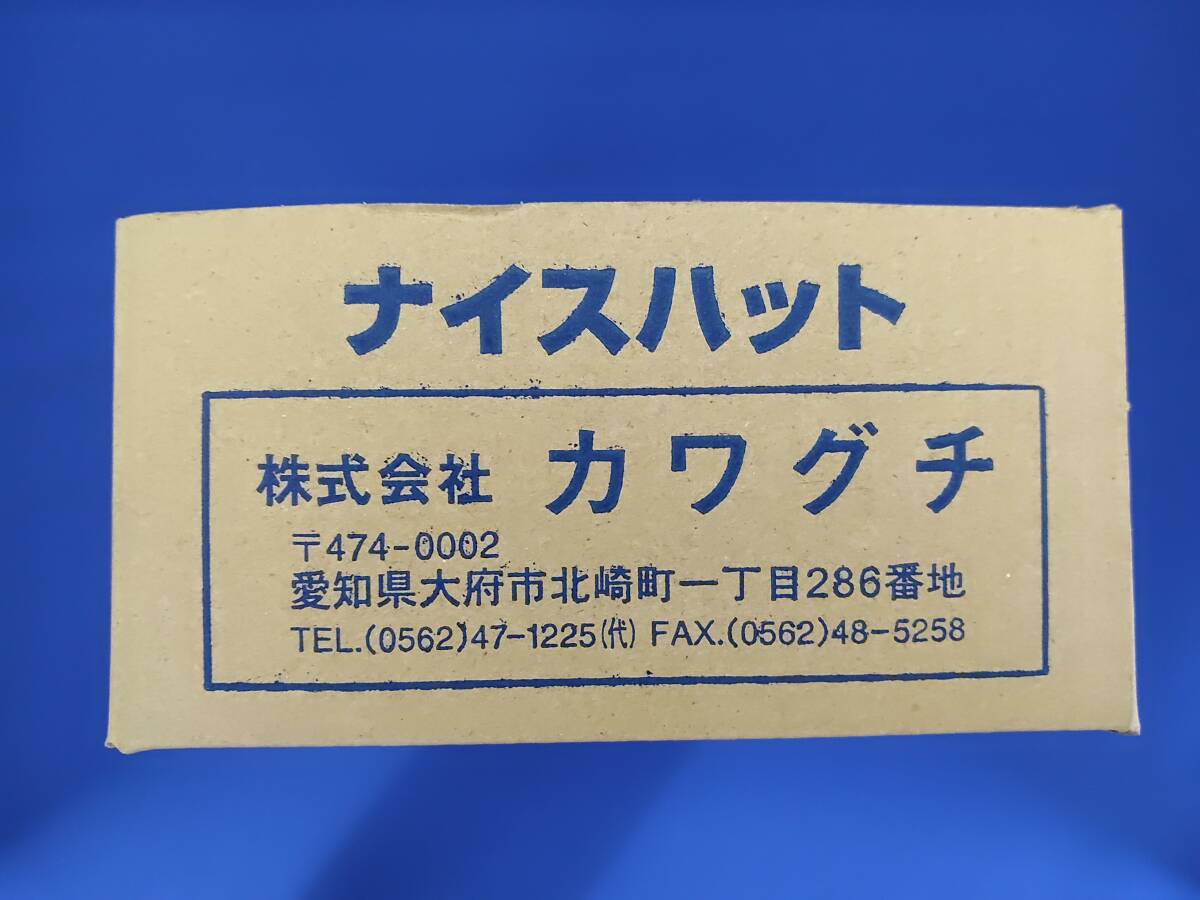 ナイスハット
株式会社 カワグチ
〒474-0002
愛知県大府市北崎町一丁目286番地
TEL.(0562)47-1225(代) FAX.(0562)48-5258